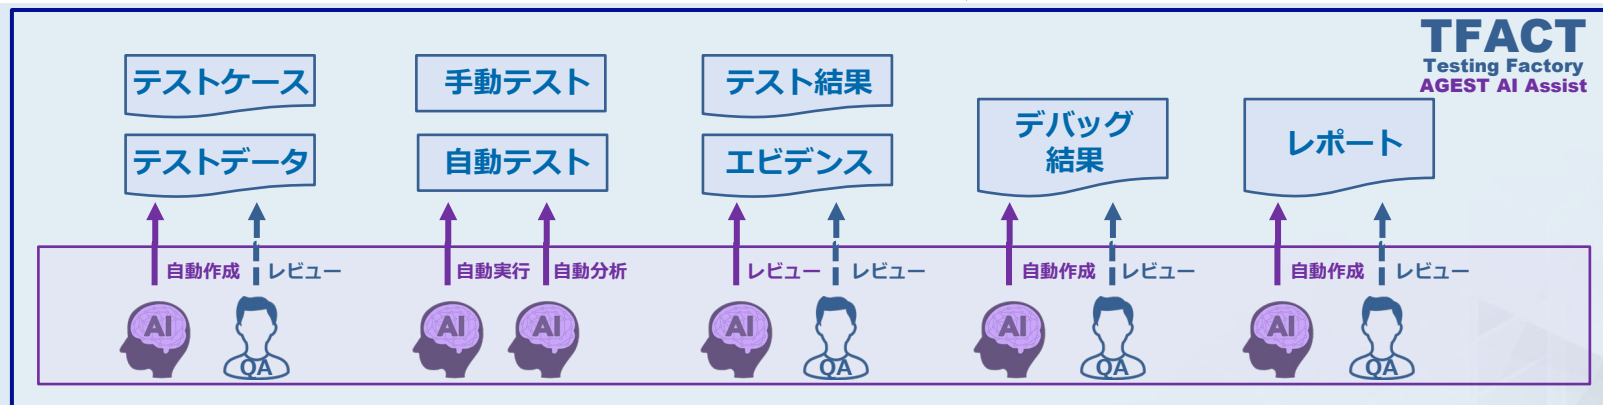 TFACT
Testing Factory
AGEST AI Assist
テストケース
テストデータ
手動テスト
自動テスト
テスト結果
エビデンス
デバッグ
結果
レポート
自動作成
レビュー
自動実行
自動分析
レビュー
レビュー
自動作成
レビュー
自動作成
レビュー
AI
QA
AI
AI
AI
QA
AI
QA
AI
QA